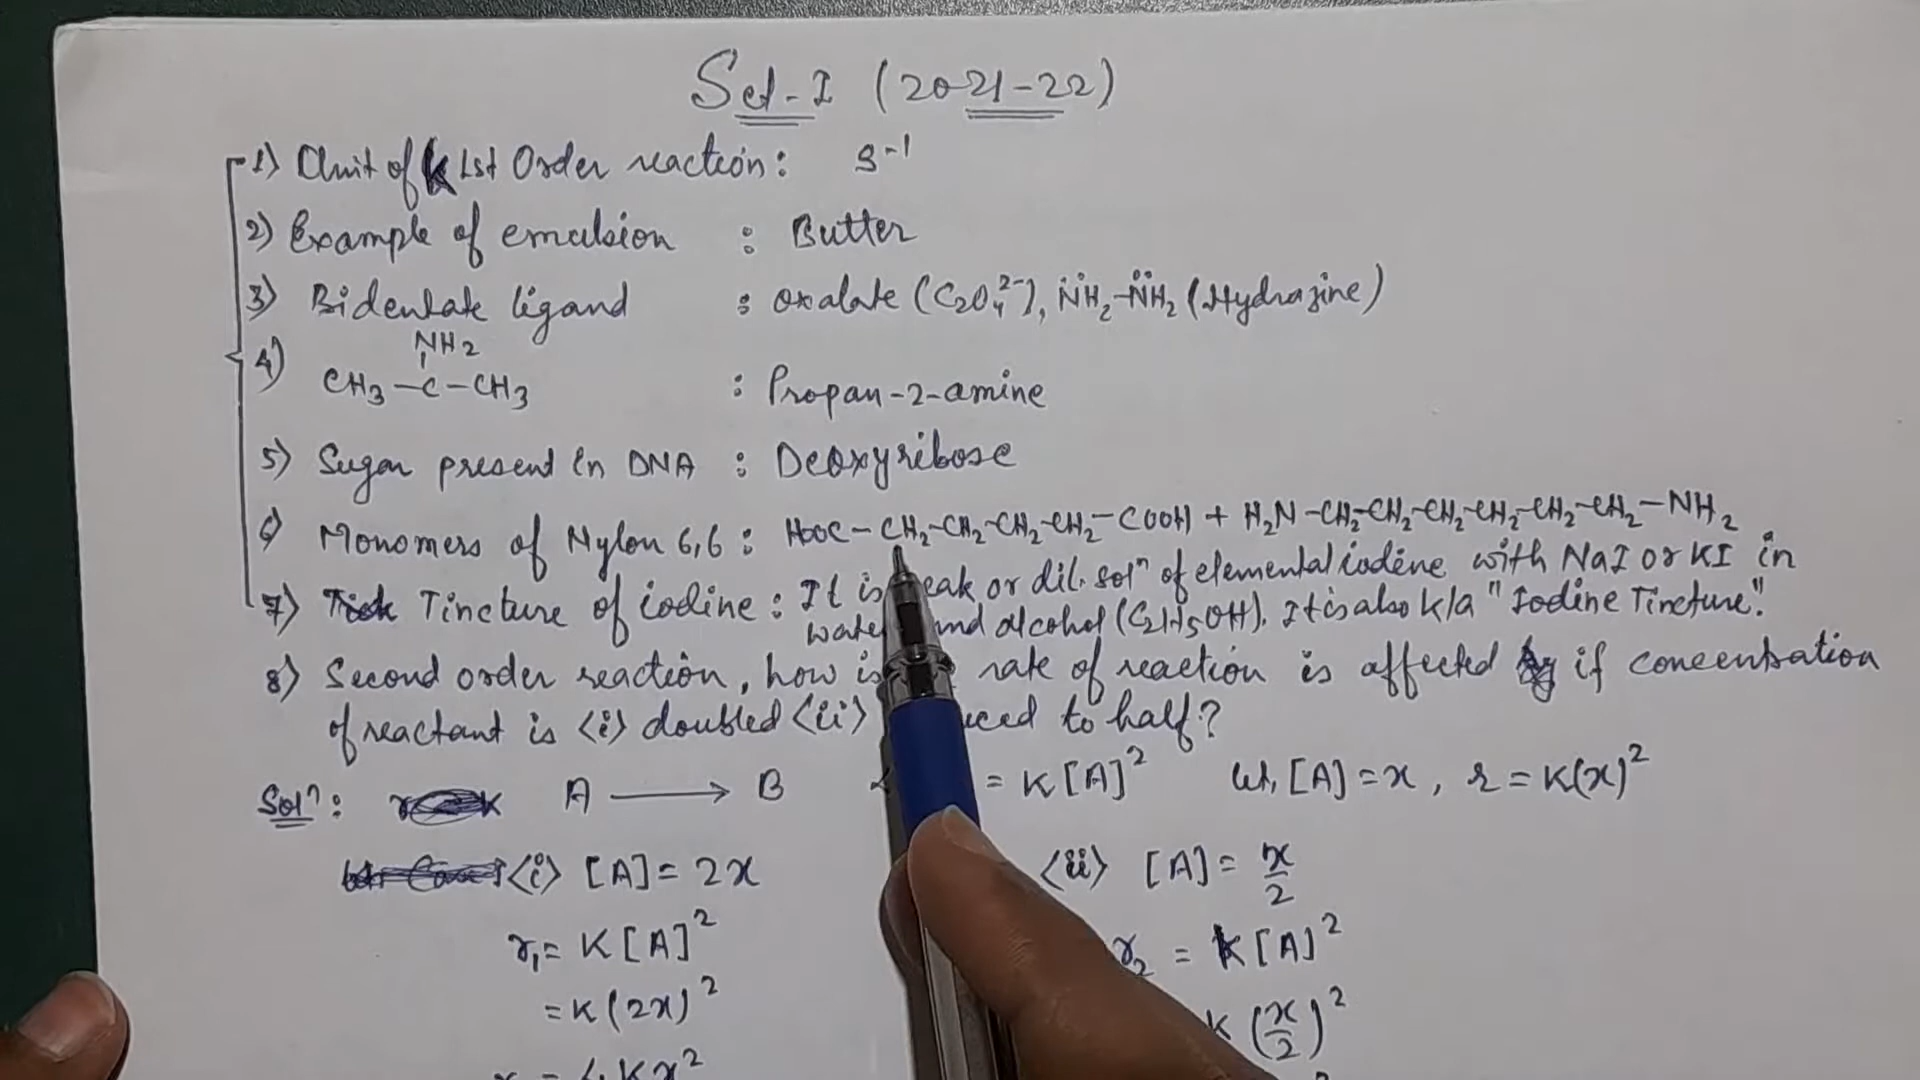 Set-I (2021-22)
1) Unit of k 1st Order reaction: S⁻¹
2) Example of emulsion : Butter
3) Bidentate ligand : oxalate (C₂O₄²⁻), N̈H₂-N̈H₂ (Hydrazine)
NH₂
4) CH₃-C-CH₃ : Propan-2-amine
5) Sugar present in DNA : Deoxyribose
6) Monomers of Nylon 6,6 : HOOC-CH₂-CH₂-CH₂-CH₂-COOH + H₂N-CH₂-CH₂-CH₂-CH₂-CH₂-CH₂-NH₂
7) Tincture of iodine : It is or dil. solⁿ of elemental iodine with NaI or KI in
alcohol (C₂H₅OH). It is also k/a "Iodine Tincture".
8) Second order reaction, how is rate of reaction is affected if concentration
of reactant is <i> doubled <ii> to half?
Solⁿ: A → B = K[A]² Let, [A] = x, r = K(x)²
<i> [A] = 2x <ii> [A] = x/2
r₁ = K[A]² r₂ = k[A]²
= K(2x)² K(x/2)²
= 4Kx²